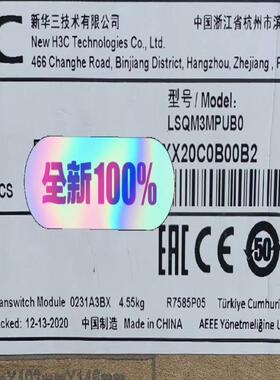 C
新华三技术有限公司 中国浙江省杭州市滨
New H3C Technologies Co., Ltd.
466 Changhe Road, Binjiang District, Hangzhou, Zhejiang,
型号/Model:
LSQM3MPUB0
X20C0B00B2
CS
全新100%
EAC CE 50
answitch Module 0231A3BX 4.55kg R7585P05 Türkiye Cumhuri
cked: 12-13-2020 中国制造 Made in CHINA AEEE Yönetmeliğine U